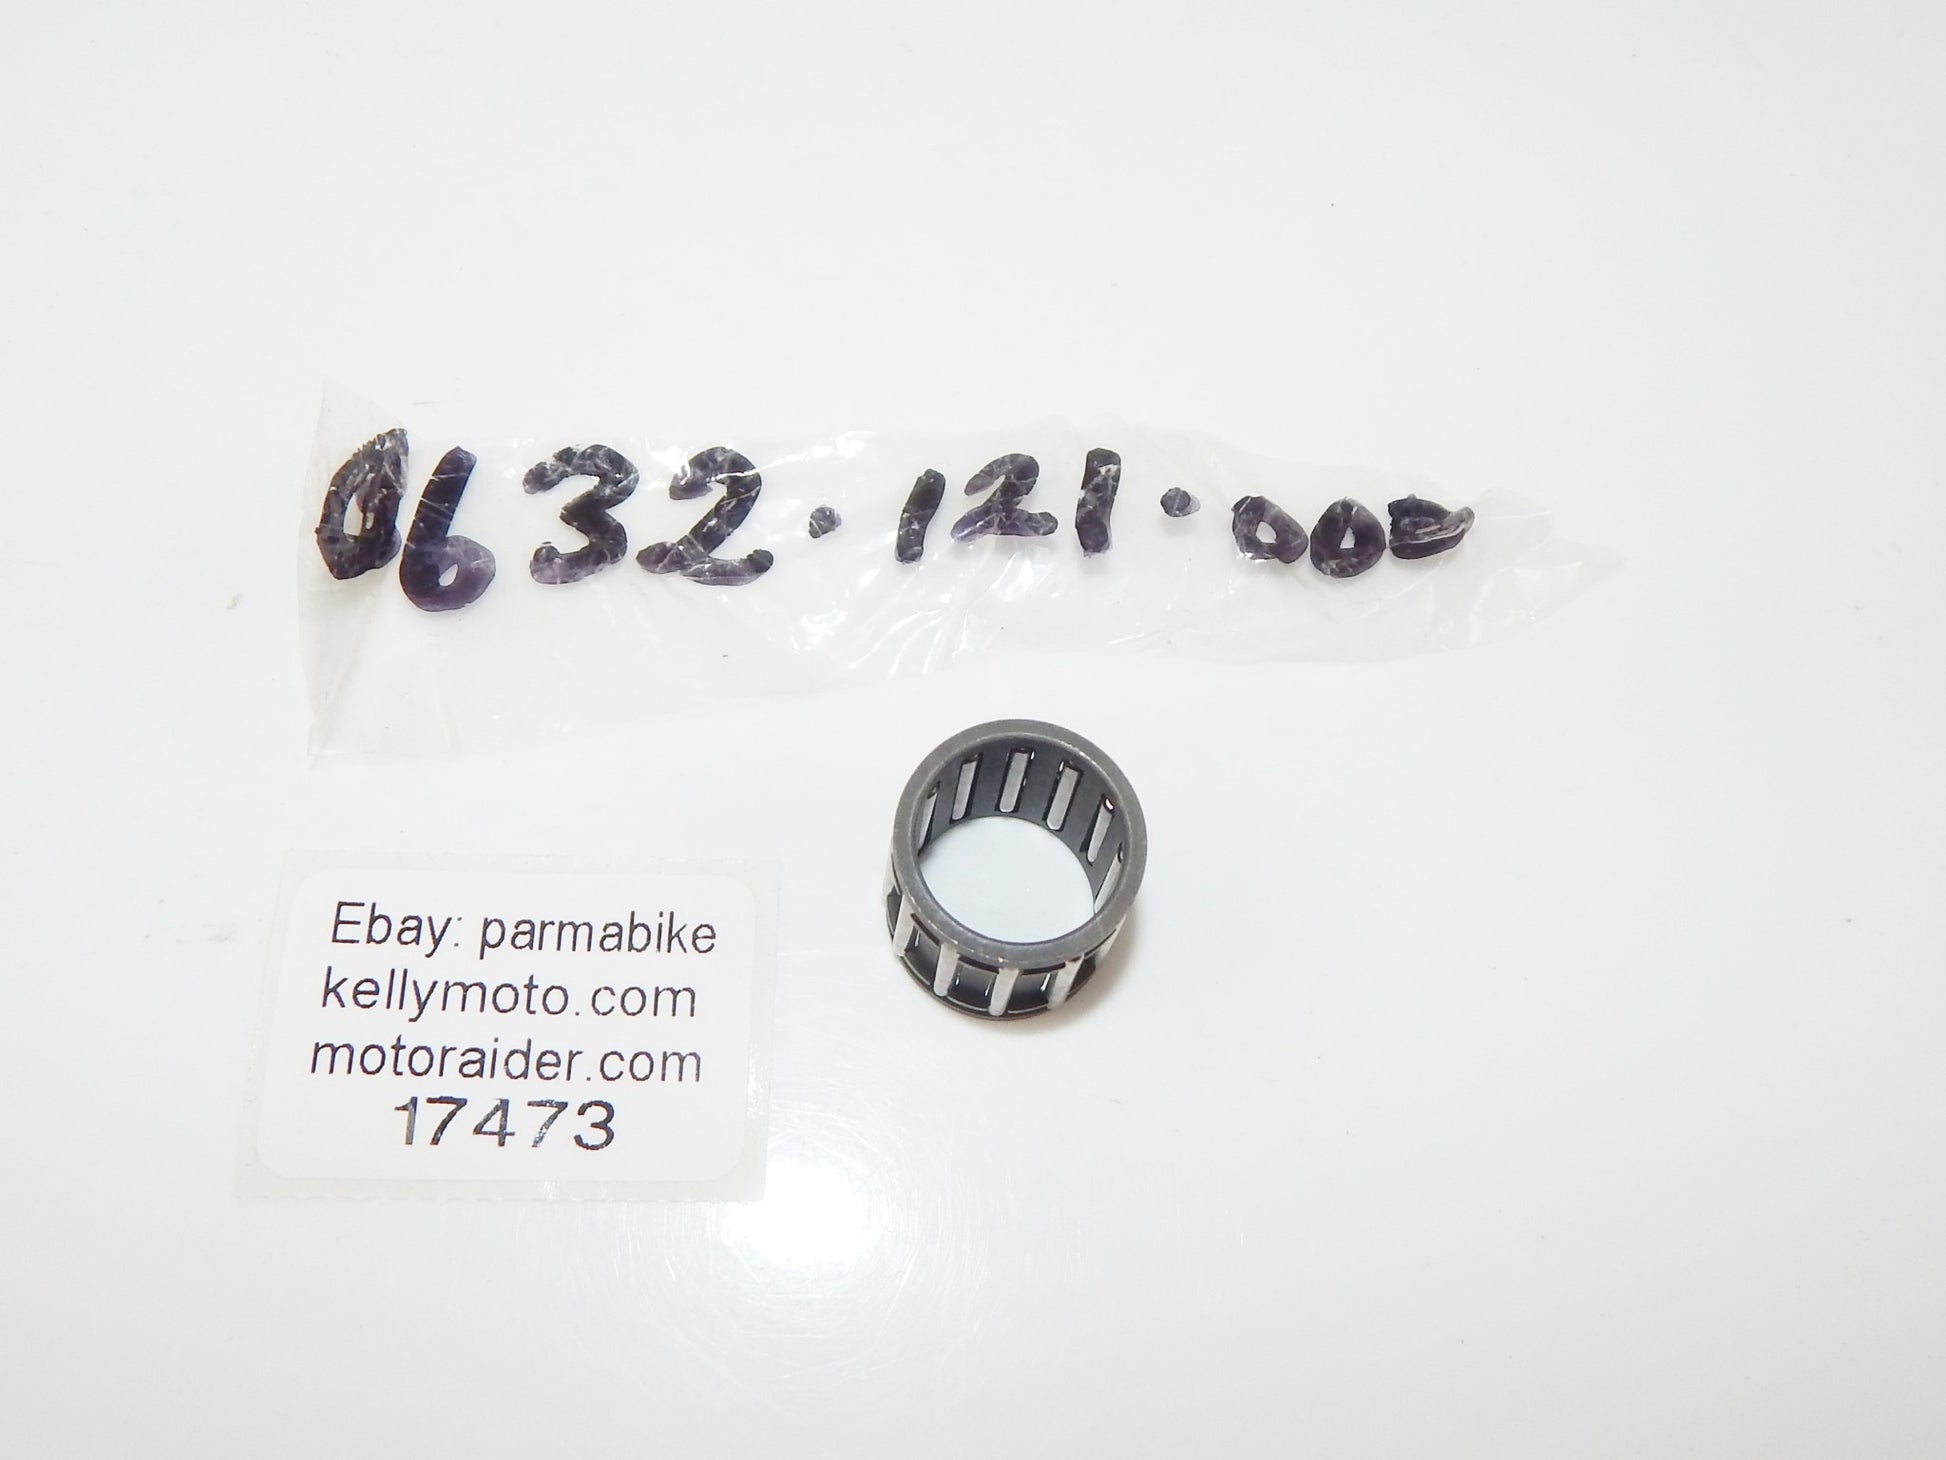 0632.121.000
Ebay: parmabike
kellymoto.com
motoraider.com
17473